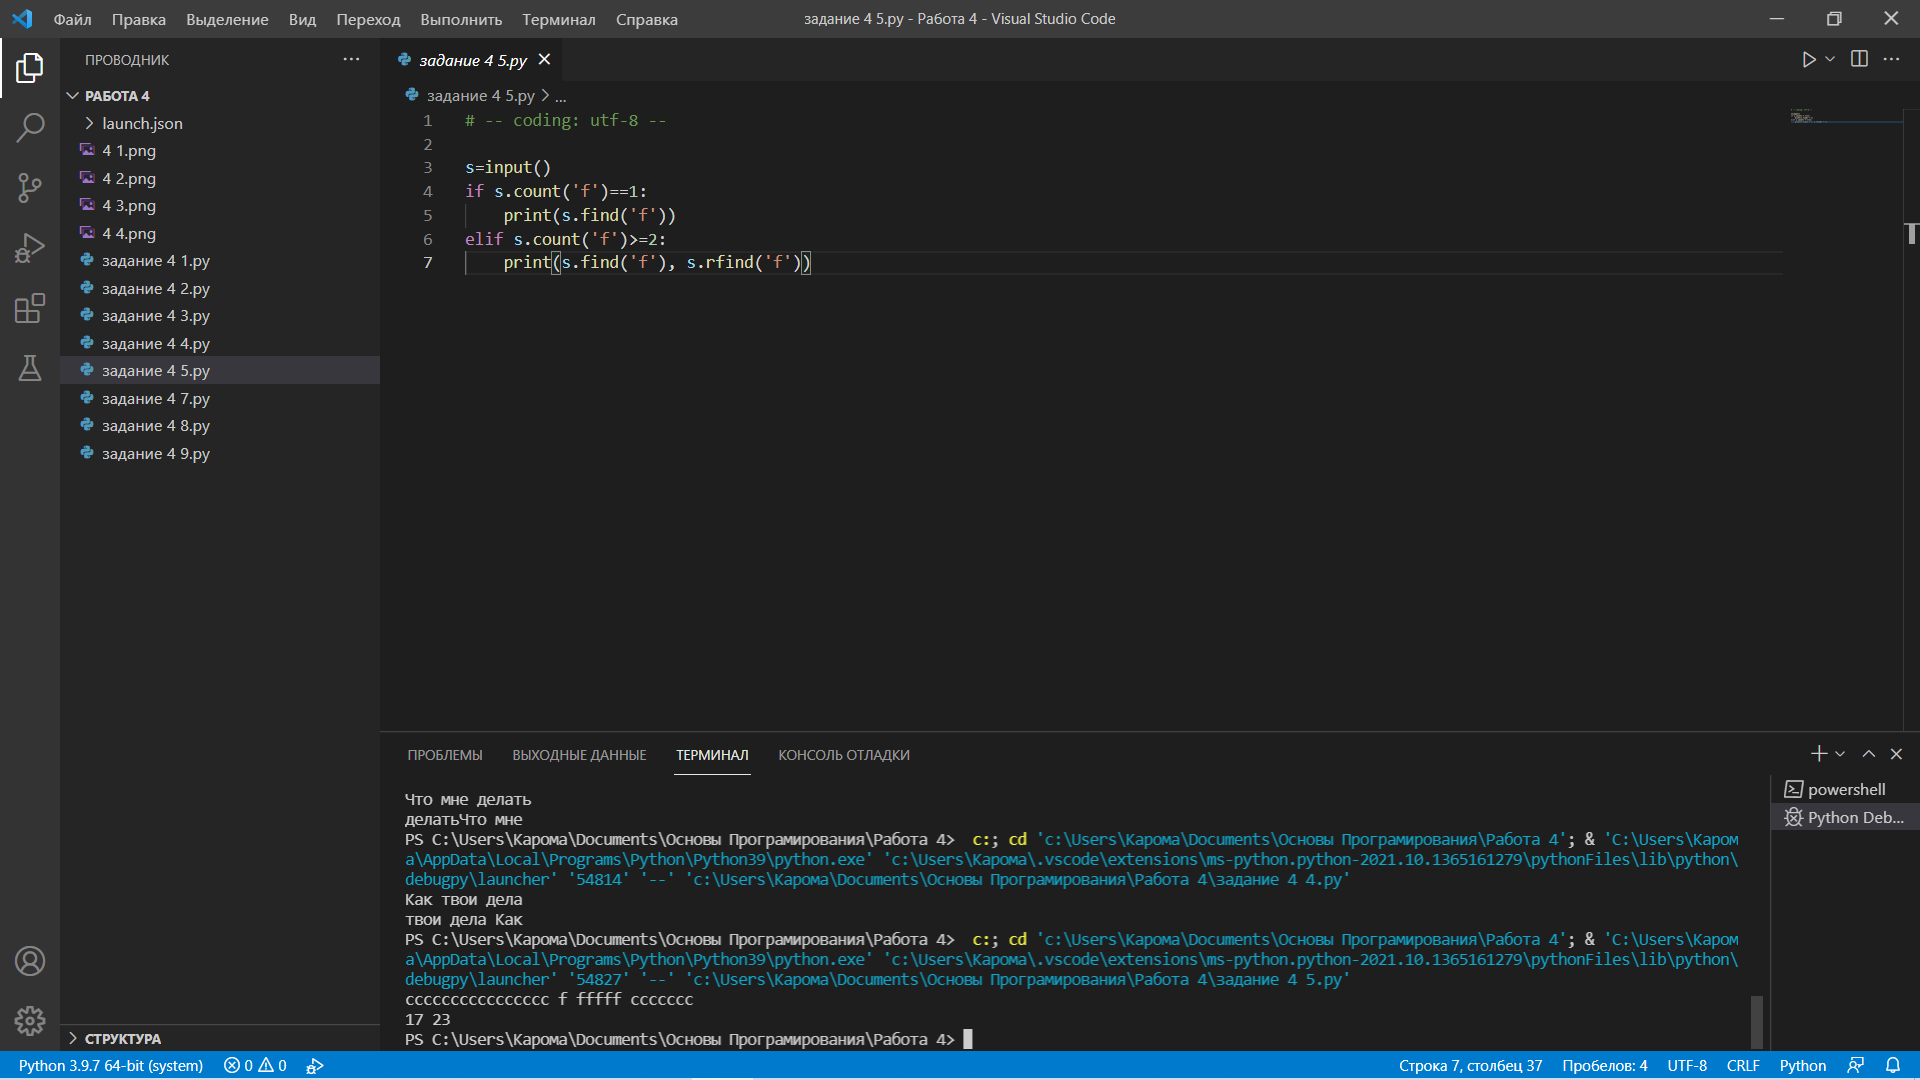 Файл Правка Выделение Вид Переход Выполнить Терминал Справка задание 4 5.py - Работа 4 - Visual Studio Code
ПРОВОДНИК
РАБОТА 4
launch.json
4 1.png
4 2.png
4 3.png
4 4.png
задание 4 1.py
задание 4 2.py
задание 4 3.py
задание 4 4.py
задание 4 5.py
задание 4 7.py
задание 4 8.py
задание 4 9.py
СТРУКТУРА
задание 4 5.py
задание 4 5.py > ...
1 # -- coding: utf-8 --
2
3 s=input()
4 if s.count('f')==1:
5     print(s.find('f'))
6 elif s.count('f')>=2:
7     print(s.find('f'), s.rfind('f'))
ПРОБЛЕМЫ ВЫХОДНЫЕ ДАННЫЕ ТЕРМИНАЛ КОНСОЛЬ ОТЛАДКИ
Что мне делать
делатьЧто мне
PS C:\Users\Карома\Documents\Основы Програмирования\Работа 4>  c:; cd 'c:\Users\Карома\Documents\Основы Програмирования\Работа 4'; & 'C:\Users\Каром
а\AppData\Local\Programs\Python\Python39\python.exe' 'c:\Users\Карома\.vscode\extensions\ms-python.python-2021.10.1365161279\pythonFiles\lib\python\
debugpy\launcher' '54814' '--' 'c:\Users\Карома\Documents\Основы Програмирования\Работа 4\задание 4 4.py'
Как твои дела
твои дела Как
PS C:\Users\Карома\Documents\Основы Програмирования\Работа 4>  c:; cd 'c:\Users\Карома\Documents\Основы Програмирования\Работа 4'; & 'C:\Users\Каром
а\AppData\Local\Programs\Python\Python39\python.exe' 'c:\Users\Карома\.vscode\extensions\ms-python.python-2021.10.1365161279\pythonFiles\lib\python\
debugpy\launcher' '54827' '--' 'c:\Users\Карома\Documents\Основы Програмирования\Работа 4\задание 4 5.py'
cccccccccccccccc f fffff ccccccc
17 23
PS C:\Users\Карома\Documents\Основы Програмирования\Работа 4>
powershell
Python Deb...
Python 3.9.7 64-bit (system) 0 0 Строка 7, столбец 37 Пробелов: 4 UTF-8 CRLF Python